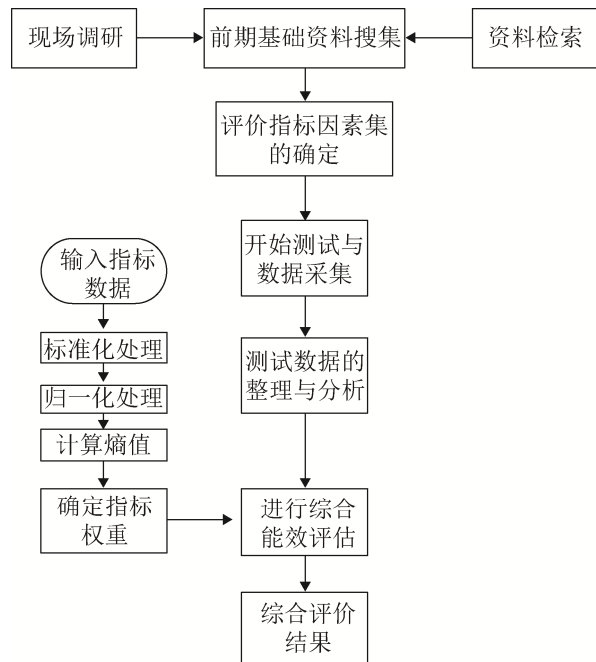 现场调研
前期基础资料搜集
资料检索
评价指标因素集
的确定
开始测试与
数据采集
测试数据的
整理与分析
输入指标
数据
标准化处理
归一化处理
计算熵值
确定指标
权重
进行综合
能效评估
综合评价
结果